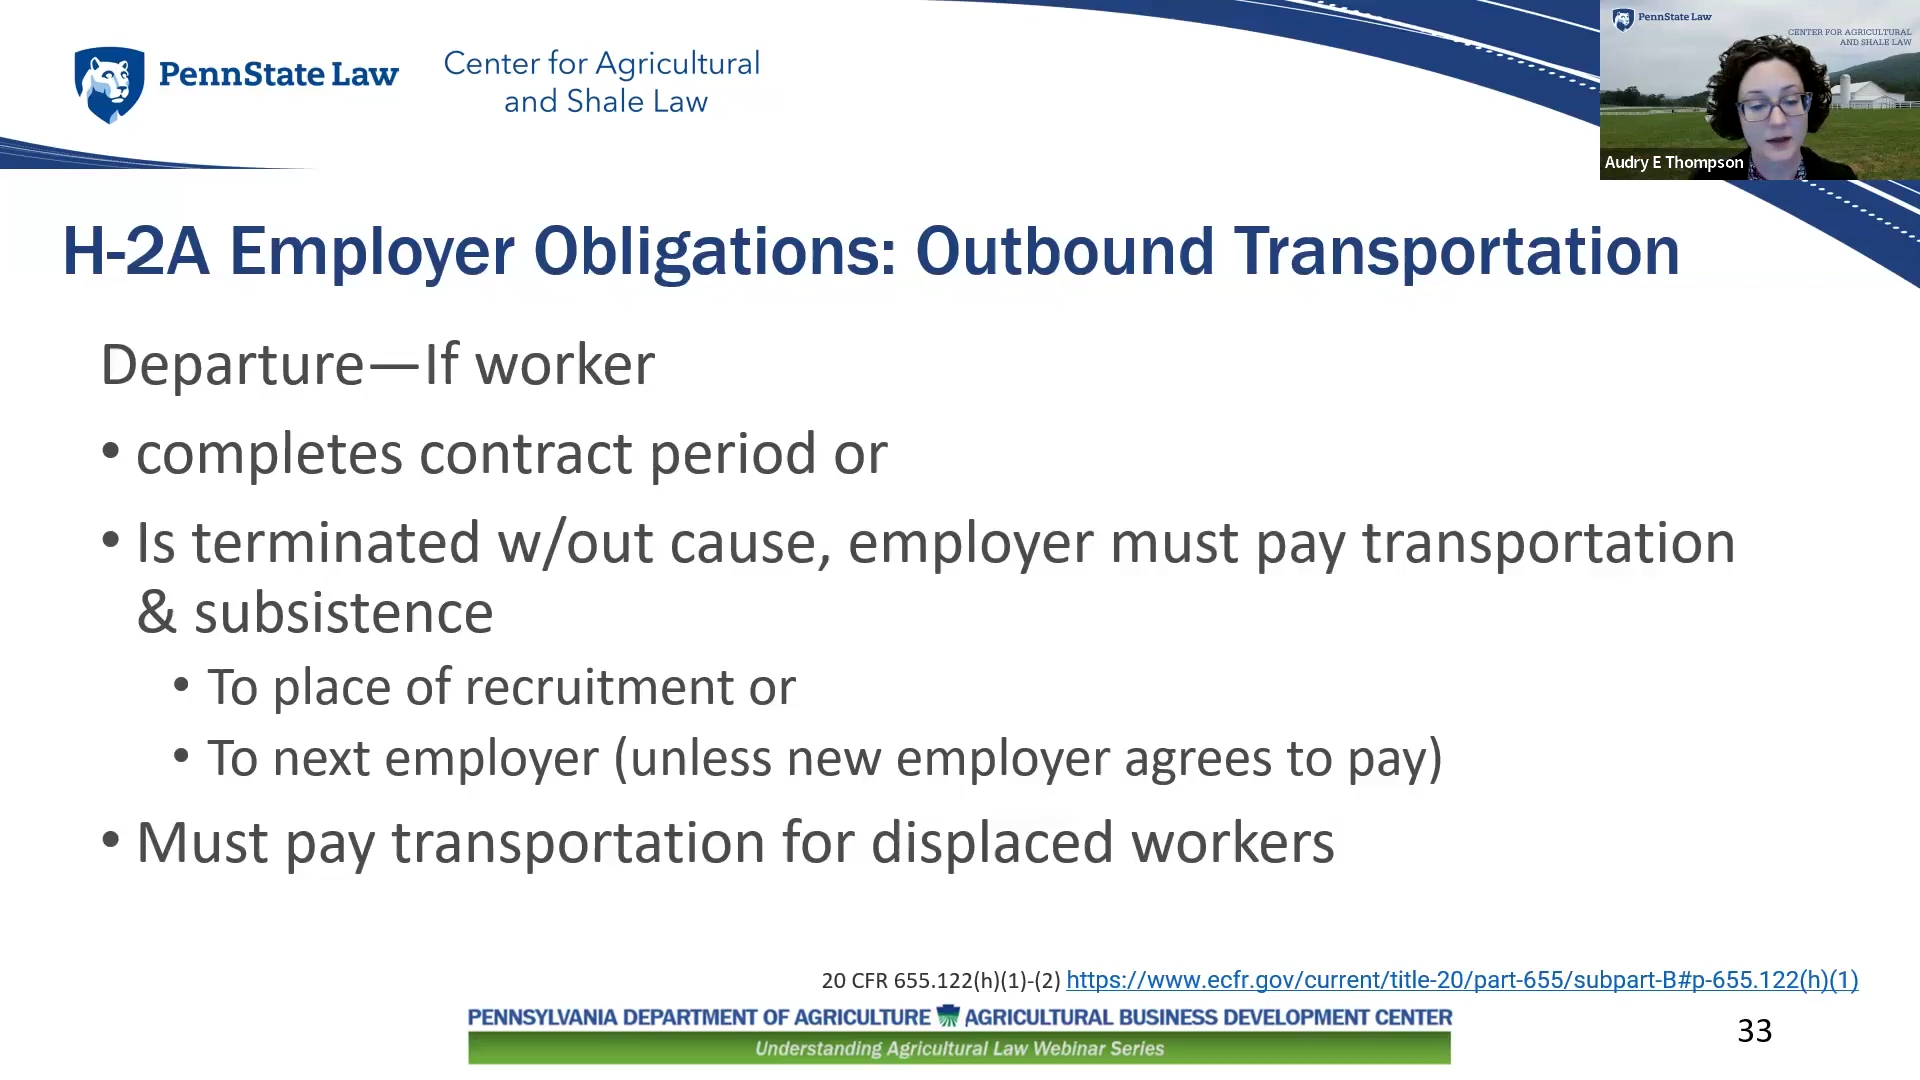 PennState Law
Center for Agricultural
and Shale Law
PennState Law
CENTER FOR AGRICULTURAL
AND SHALE LAW
Audry E Thompson
H-2A Employer Obligations: Outbound Transportation
Departure—If worker
• completes contract period or
• Is terminated w/out cause, employer must pay transportation
& subsistence
• To place of recruitment or
• To next employer (unless new employer agrees to pay)
• Must pay transportation for displaced workers
20 CFR 655.122(h)(1)-(2) https://www.ecfr.gov/current/title-20/part-655/subpart-B#p-655.122(h)(1)
PENNSYLVANIA DEPARTMENT OF AGRICULTURE AGRICULTURAL BUSINESS DEVELOPMENT CENTER
Understanding Agricultural Law Webinar Series
33